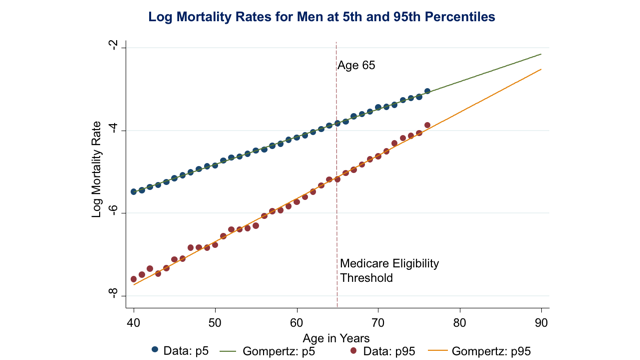 Log Mortality Rates for Men at 5th and 95th Percentiles
-2
-4
-6
-8
Log Mortality Rate
Age 65
Medicare Eligibility
Threshold
40 50 60 70 80 90
Age in Years
Data: p5 Gompertz: p5 Data: p95 Gompertz: p95